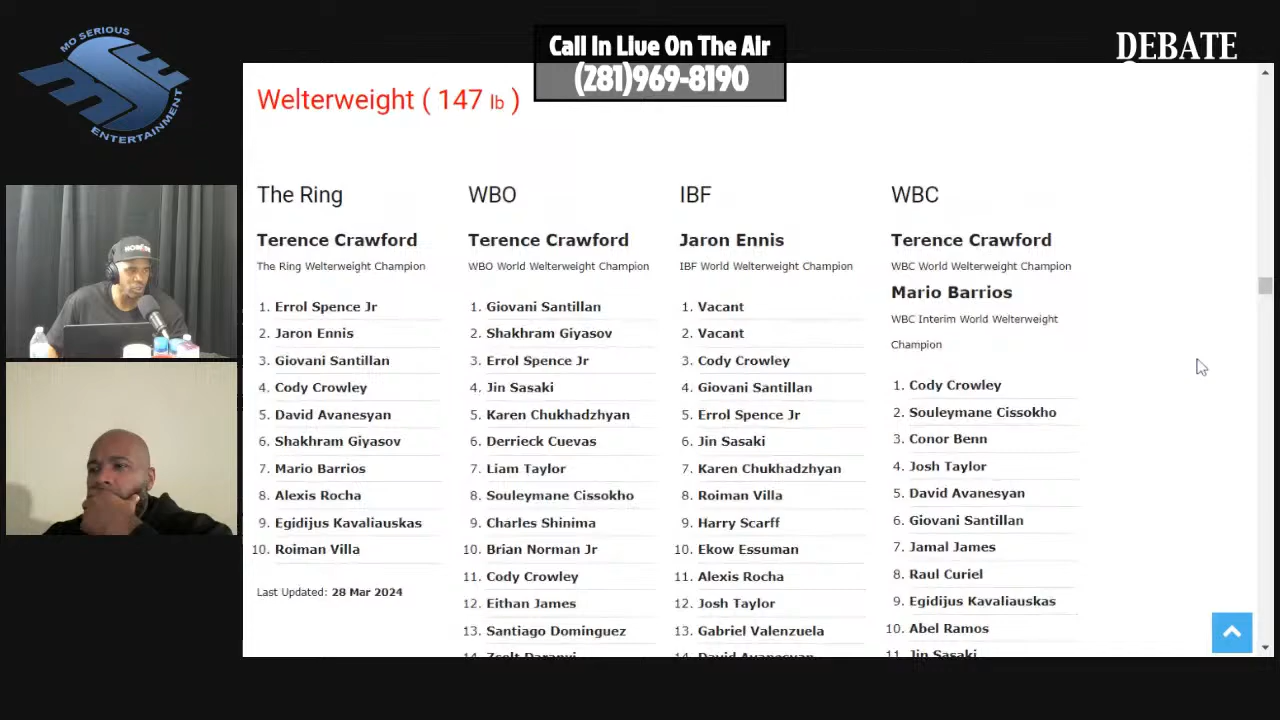 MO SERIOUS
ENTERTAINMENT
Call In Live On The Air
(281)969-8190
DEBATE
Welterweight ( 147 lb )
The Ring
Terence Crawford
The Ring Welterweight Champion
1. Errol Spence Jr
2. Jaron Ennis
3. Giovani Santillan
4. Cody Crowley
5. David Avanesyan
6. Shakhram Giyasov
7. Mario Barrios
8. Alexis Rocha
9. Egidijus Kavaliauskas
10. Roiman Villa
Last Updated: 28 Mar 2024
WBO
Terence Crawford
WBO World Welterweight Champion
1. Giovani Santillan
2. Shakhram Giyasov
3. Errol Spence Jr
4. Jin Sasaki
5. Karen Chukhadzhyan
6. Derrieck Cuevas
7. Liam Taylor
8. Souleymane Cissokho
9. Charles Shinima
10. Brian Norman Jr
11. Cody Crowley
12. Eithan James
13. Santiago Dominguez
IBF
Jaron Ennis
IBF World Welterweight Champion
1. Vacant
2. Vacant
3. Cody Crowley
4. Giovani Santillan
5. Errol Spence Jr
6. Jin Sasaki
7. Karen Chukhadzhyan
8. Roiman Villa
9. Harry Scarff
10. Ekow Essuman
11. Alexis Rocha
12. Josh Taylor
13. Gabriel Valenzuela
14. David Avanesyan
WBC
Terence Crawford
WBC World Welterweight Champion
Mario Barrios
WBC Interim World Welterweight
Champion
1. Cody Crowley
2. Souleymane Cissokho
3. Conor Benn
4. Josh Taylor
5. David Avanesyan
6. Giovani Santillan
7. Jamal James
8. Raul Curiel
9. Egidijus Kavaliauskas
10. Abel Ramos
11. Jin Sasaki